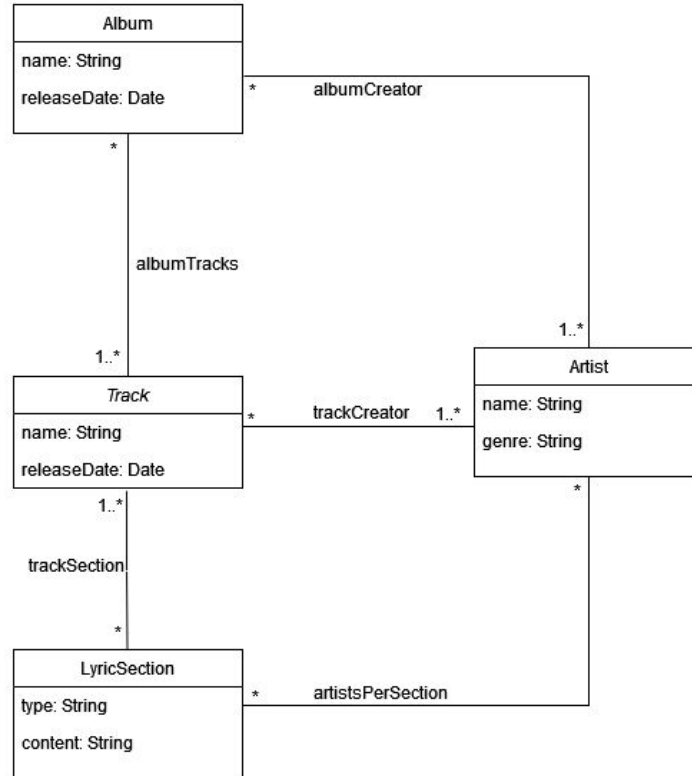 Album
name: String
releaseDate: Date
* albumCreator
*
albumTracks
1..*
1..*
Track
name: String
releaseDate: Date
* trackCreator 1..*
Artist
name: String
genre: String
*
1..*
trackSection
*
LyricSection
type: String
content: String
* artistsPerSection